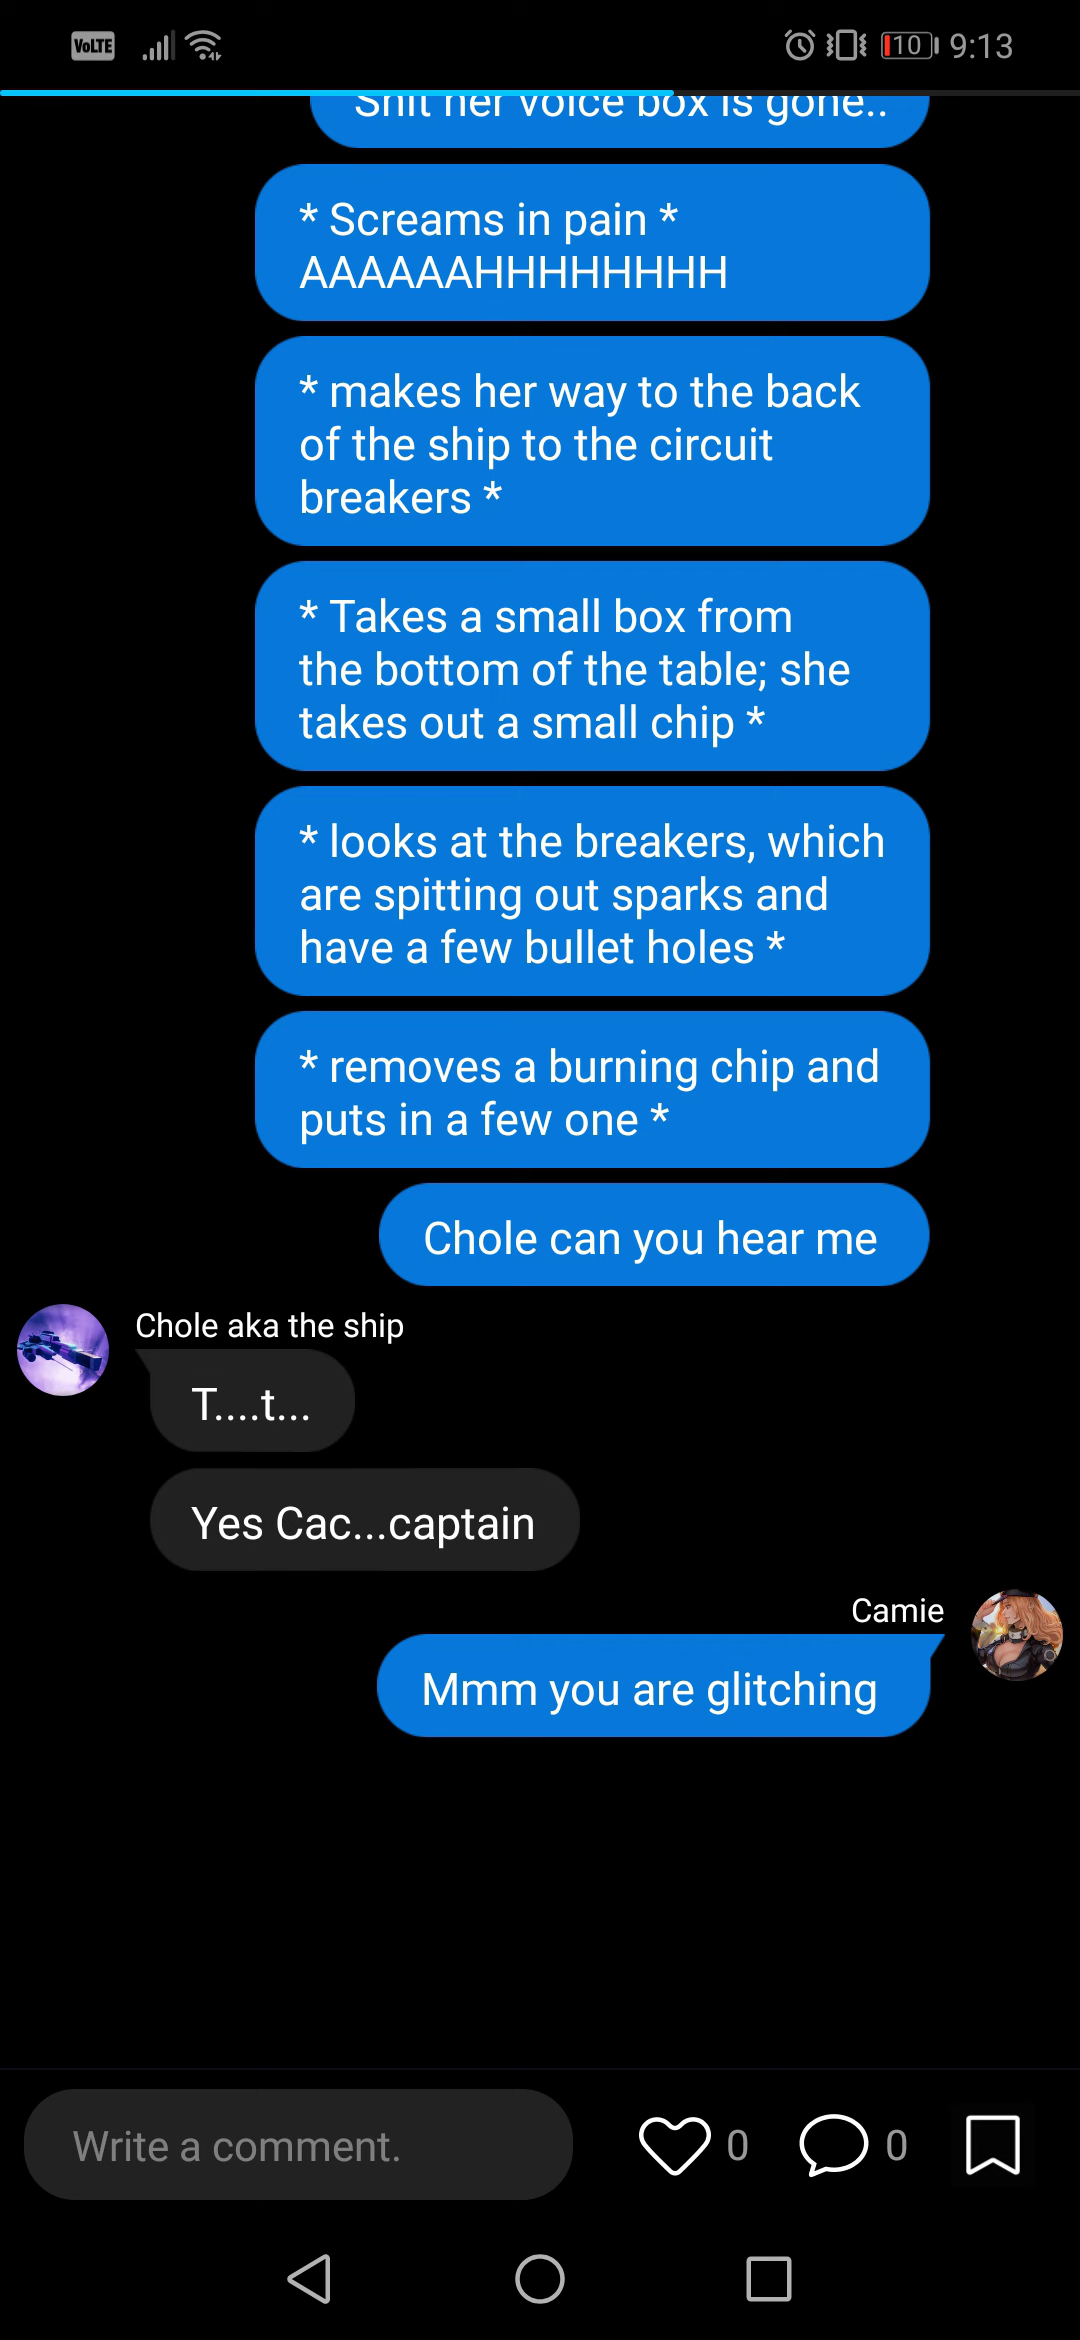 VoLTE
10
9:13
Shit her voice box is gone..
* Screams in pain *
AAAAAAHHHHHHHH
* makes her way to the back
of the ship to the circuit
breakers *
* Takes a small box from
the bottom of the table; she
takes out a small chip *
* looks at the breakers, which
are spitting out sparks and
have a few bullet holes *
* removes a burning chip and
puts in a few one *
Chole can you hear me
Chole aka the ship
T....t...
Yes Cac...captain
Camie
Mmm you are glitching
Write a comment.
0
0